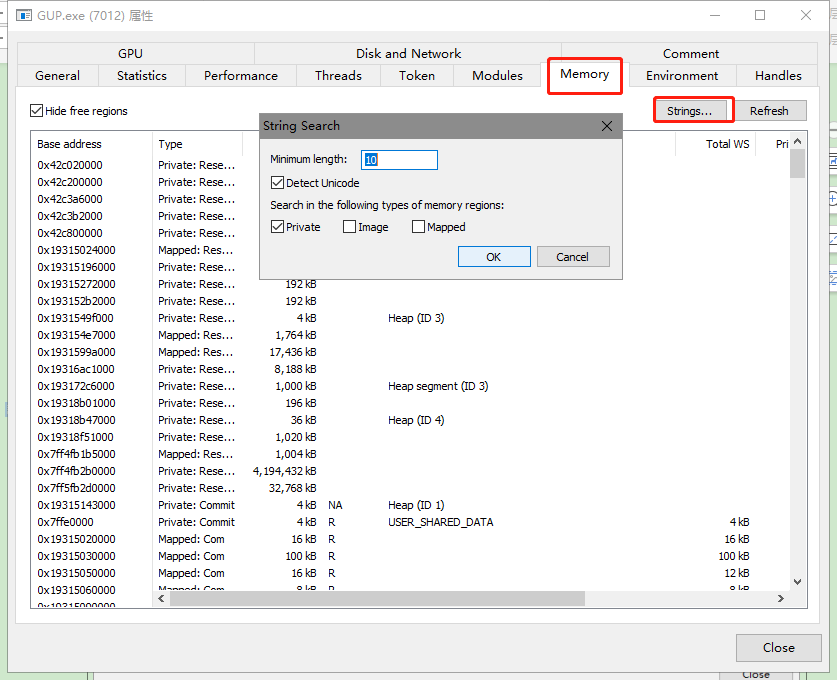 GUP.exe (7012) 属性
GPU Disk and Network Comment
General Statistics Performance Threads Token Modules Memory Environment Handles
Hide free regions Strings... Refresh
Base address Type Total WS Pri
String Search
Minimum length: 10
Detect Unicode
Search in the following types of memory regions:
Private Image Mapped
OK Cancel
0x42c020000 Private: Rese...
0x42c200000 Private: Rese...
0x42c3a6000 Private: Rese...
0x42c3b2000 Private: Rese...
0x42c800000 Private: Rese...
0x19315024000 Mapped: Res...
0x19315196000 Private: Rese...
0x19315272000 Private: Rese... 192 kB
0x193152b2000 Private: Rese... 192 kB
0x1931549f000 Private: Rese... 4 kB Heap (ID 3)
0x193154e7000 Mapped: Res... 1,764 kB
0x1931599a000 Mapped: Res... 17,436 kB
0x19316ac1000 Private: Rese... 8,188 kB
0x193172c6000 Private: Rese... 1,000 kB Heap segment (ID 3)
0x19318b01000 Private: Rese... 196 kB
0x19318b47000 Private: Rese... 36 kB Heap (ID 4)
0x19318f51000 Private: Rese... 1,020 kB
0x7ff4fb1b5000 Mapped: Res... 1,004 kB
0x7ff4fb2b0000 Private: Rese... 4,194,432 kB
0x7ff5fb2d0000 Private: Rese... 32,768 kB
0x19315143000 Private: Commit 4 kB NA Heap (ID 1)
0x7ffe0000 Private: Commit 4 kB R USER_SHARED_DATA 4 kB
0x19315020000 Mapped: Com 16 kB R 16 kB
0x19315030000 Mapped: Com 100 kB R 100 kB
0x19315050000 Mapped: Com 16 kB R 12 kB
0x19315060000 Mapped: Com 8 kB R 8 kB
Close
Close